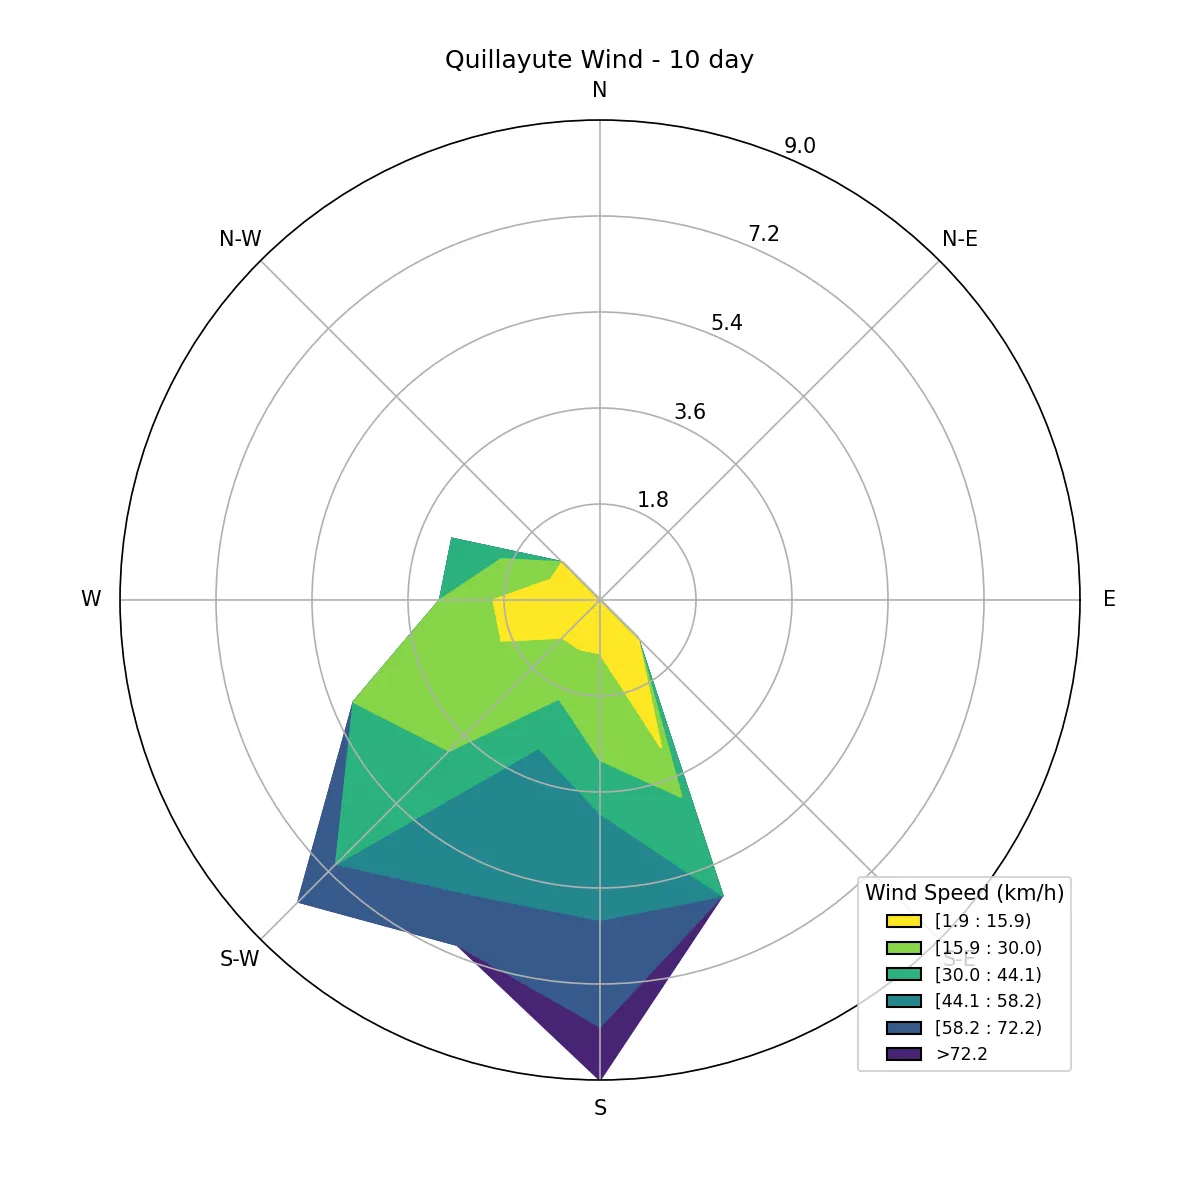 Quillayute Wind - 10 day
N
9.0
N-W
7.2
N-E
5.4
3.6
1.8
W
E
S-W
S-E
S
Wind Speed (km/h)
[1.9 : 15.9)
[15.9 : 30.0)
[30.0 : 44.1)
[44.1 : 58.2)
[58.2 : 72.2)
>72.2